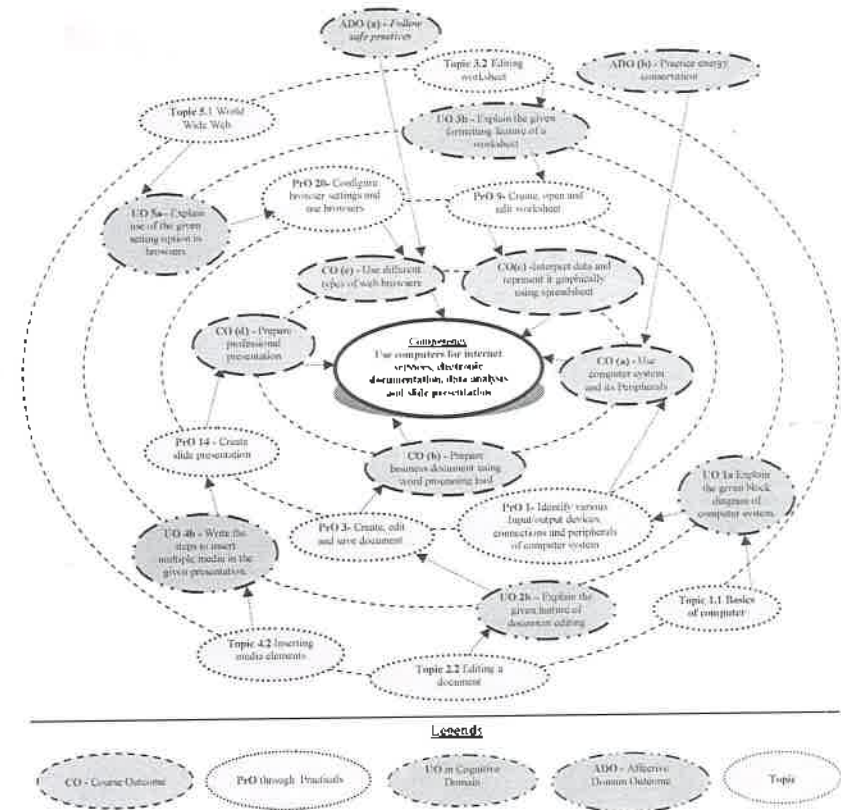 ADO (a) - Follow
safe pratices
Topic 3.2 Editing
worksheet
ADO (b) - Practice energy
conservation
Topic 5.1 World
Wide Web
UO 3b - Explain the given
formatting feature of a
worksheet
PrO 20- Configure
browser settings and
use browsers
PrO 9- Create, open and
edit worksheet
UO 5a - Explain
use of the given
setting option in
browsers
CO (e) - Use different
types of web browsers
CO(c) -Interpret data and
represent it graphically
using spreadsheet
CO (d) - Prepare
professional
presentation
Competency
Use computers for internet
services, electronic
documentation, data analysis
and slide presentation
CO (a) - Use
computer system
and its Peripherals
PrO 14 - Create
slide presentation
CO (b) - Prepare
business document using
word processing tool
UO 1a Explain
the given block
diagram of
computer system.
PrO 1- Identify various
Input/output devices,
connections and peripherals
of computer system
PrO 3- Create, edit
and save document
UO 4b - Write the
steps to insert
multiple media in the
given presentation.
UO 2b - Explain the
given feature of
document editing
Topic 1.1 Basics
of computer
Topic 4.2 Inserting
media elements
Topic 2.2 Editing a
document
Legends
CO - Course Outcome
PrO through Practicals
UO in Cognitive
Domain
ADO - Affective
Domain Outcome
Topic